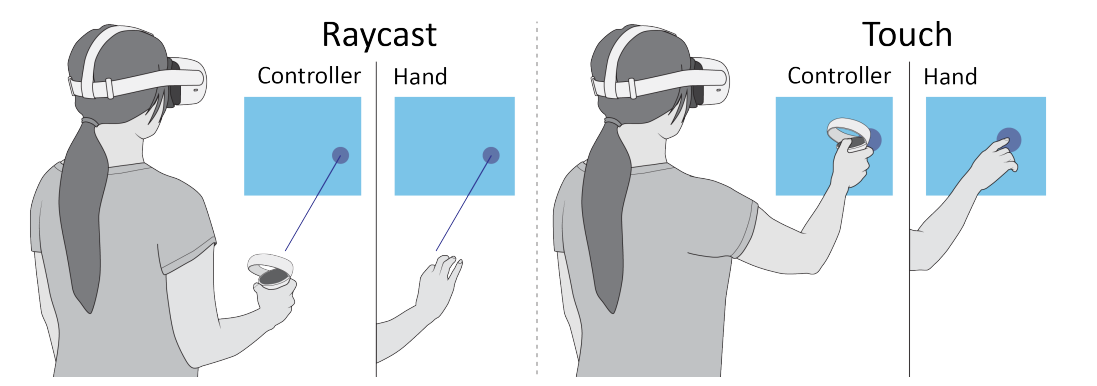 Raycast
Controller
Hand
Touch
Controller
Hand